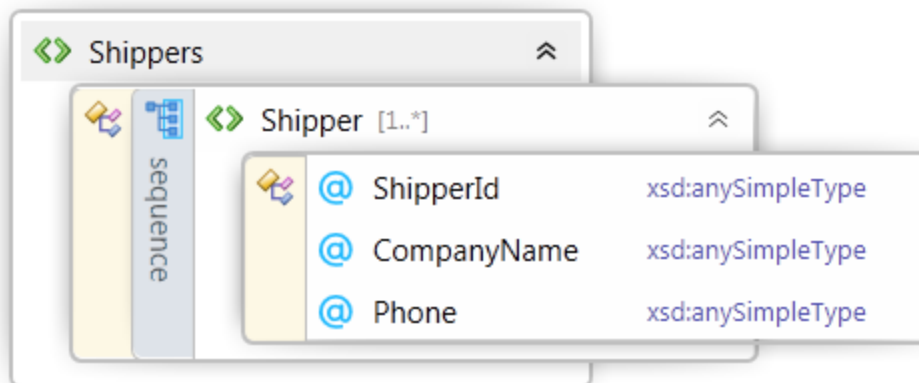 Shippers
Shipper [1..*]
sequence
@ ShipperId xsd:anySimpleType
@ CompanyName xsd:anySimpleType
@ Phone xsd:anySimpleType